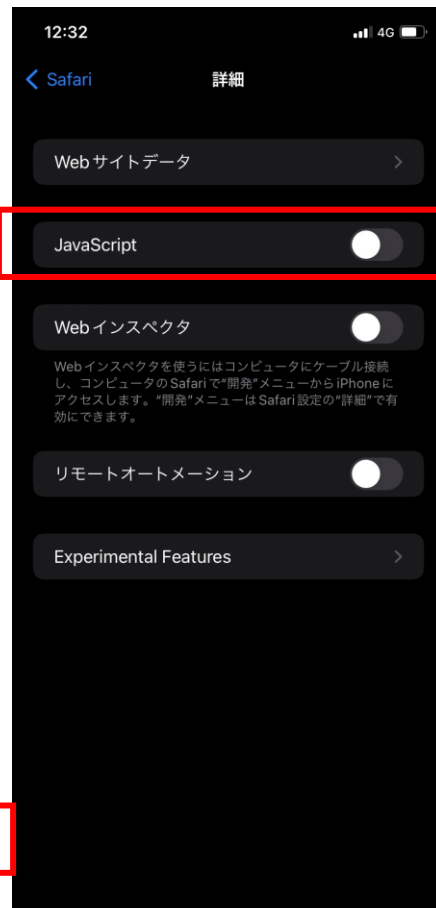 12:32
4G
Safari
詳細
Webサイトデータ
JavaScript
Webインスペクタ
Webインスペクタを使うにはコンピュータにケーブル接続
し、コンピュータのSafariで“開発”メニューからiPhoneに
アクセスします。“開発”メニューはSafari設定の“詳細”で有
効にできます。
リモートオートメーション
Experimental Features